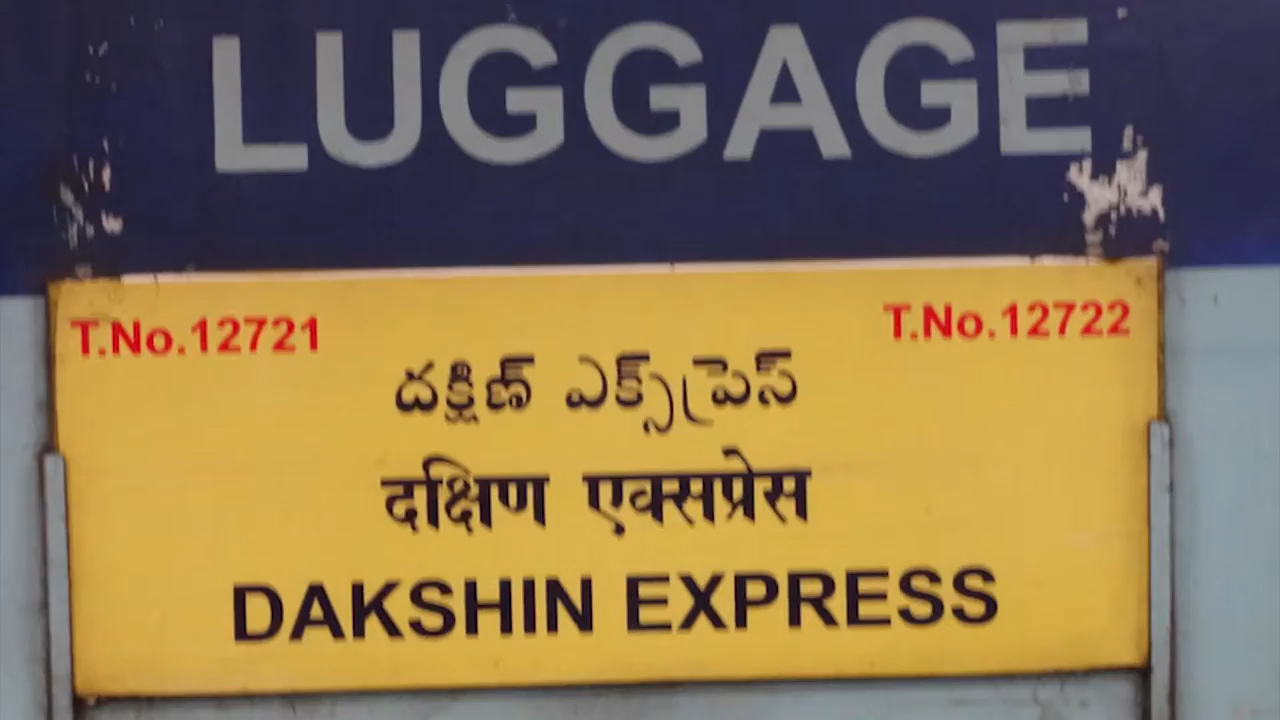 LUGGAGE
T.No.12721 T.No.12722
దక్షిణ్ ఎక్స్‌ప్రెస్
दक्षिण एक्सप्रेस
DAKSHIN EXPRESS